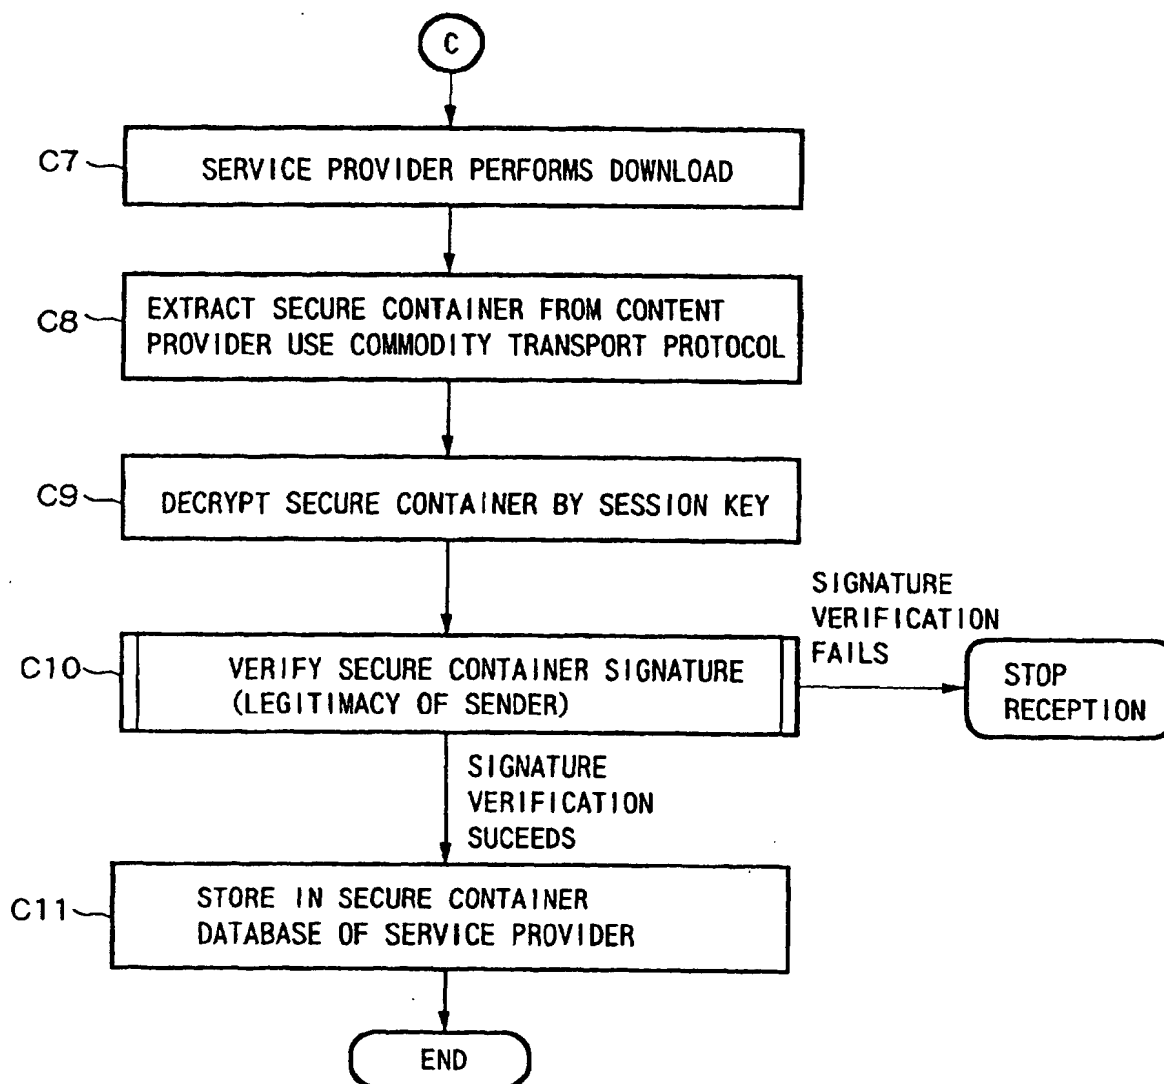 C
C7
SERVICE PROVIDER PERFORMS DOWNLOAD
C8
EXTRACT SECURE CONTAINER FROM CONTENT
PROVIDER USE COMMODITY TRANSPORT PROTOCOL
C9
DECRYPT SECURE CONTAINER BY SESSION KEY
SIGNATURE
VERIFICATION
FAILS
C10
VERIFY SECURE CONTAINER SIGNATURE
(LEGITIMACY OF SENDER)
STOP
RECEPTION
SIGNATURE
VERIFICATION
SUCEEDS
C11
STORE IN SECURE CONTAINER
DATABASE OF SERVICE PROVIDER
END